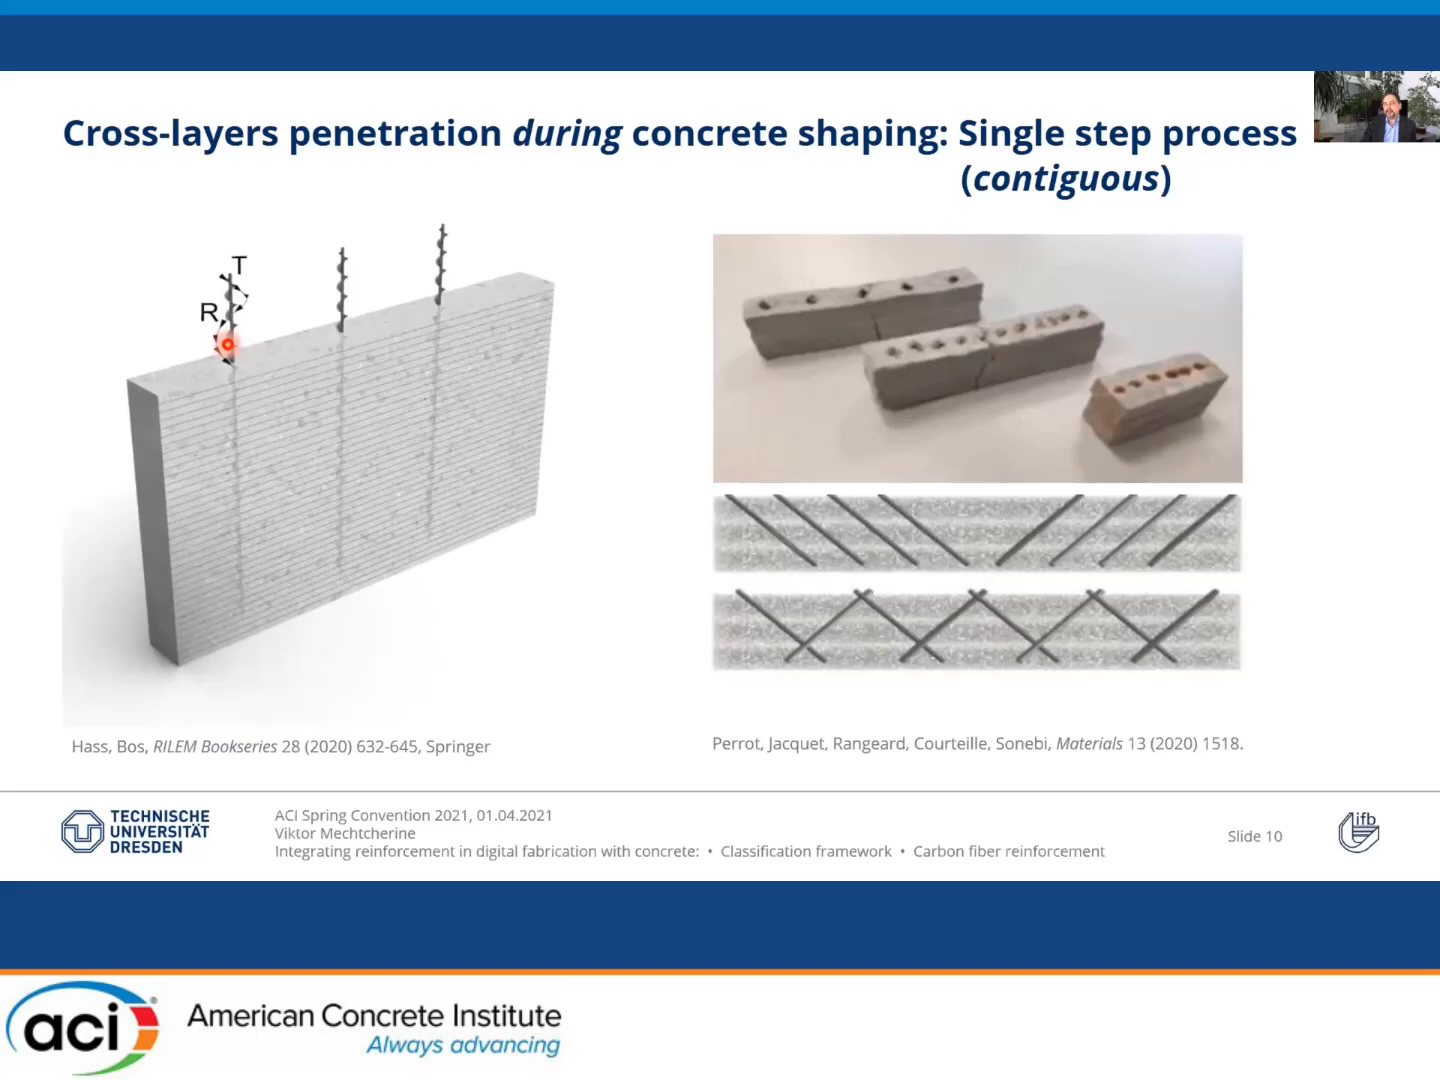 Cross-layers penetration during concrete shaping: Single step process
(contiguous)
T
R
Hass, Bos, RILEM Bookseries 28 (2020) 632-645, Springer
Perrot, Jacquet, Rangeard, Courteille, Sonebi, Materials 13 (2020) 1518.
TECHNISCHE
UNIVERSITÄT
DRESDEN
ACI Spring Convention 2021, 01.04.2021
Viktor Mechtcherine
Integrating reinforcement in digital fabrication with concrete: • Classification framework • Carbon fiber reinforcement
Slide 10
ifb
aci
American Concrete Institute
Always advancing